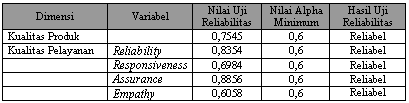 Dimensi Variabel Nilai Uji Reliabilitas Nilai Alpha Minimum Hasil Uji Reliabilitas
Kualitas Produk 0,7545 0,6 Reliabel
Kualitas Pelayanan Reliability 0,8354 0,6 Reliabel
Responsiveness 0,6984 0,6 Reliabel
Assurance 0,8856 0,6 Reliabel
Empathy 0,6058 0,6 Reliabel